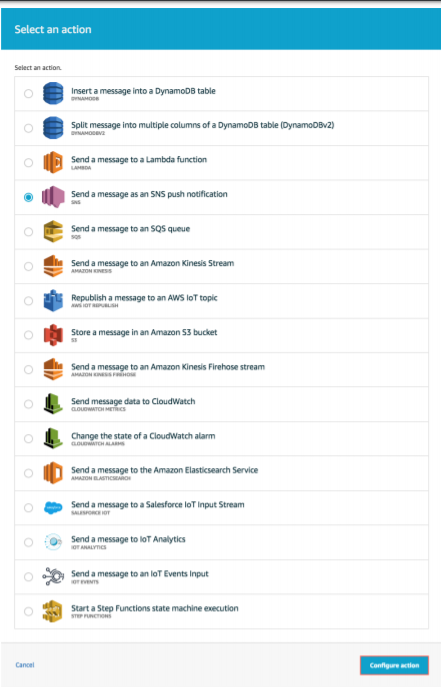 Select an action
Select an action.
Insert a message into a DynamoDB table
DYNAMODB
Split message into multiple columns of a DynamoDB table (DynamoDBv2)
DYNAMODBV2
Send a message to a Lambda function
LAMBDA
Send a message as an SNS push notification
SNS
Send a message to an SQS queue
SQS
Send a message to an Amazon Kinesis Stream
AMAZON KINESIS
Republish a message to an AWS IoT topic
AWS IOT REPUBLISH
Store a message in an Amazon S3 bucket
S3
Send a message to an Amazon Kinesis Firehose stream
AMAZON KINESIS FIREHOSE
Send message data to CloudWatch
CLOUDWATCH METRICS
Change the state of a CloudWatch alarm
CLOUDWATCH ALARMS
Send a message to the Amazon Elasticsearch Service
AMAZON ELASTICSEARCH
Send a message to a Salesforce IoT Input Stream
SALESFORCE IOT
Send a message to IoT Analytics
IOT ANALYTICS
Send a message to an IoT Events Input
IOT EVENTS
Start a Step Functions state machine execution
STEP FUNCTIONS
Cancel
Configure action